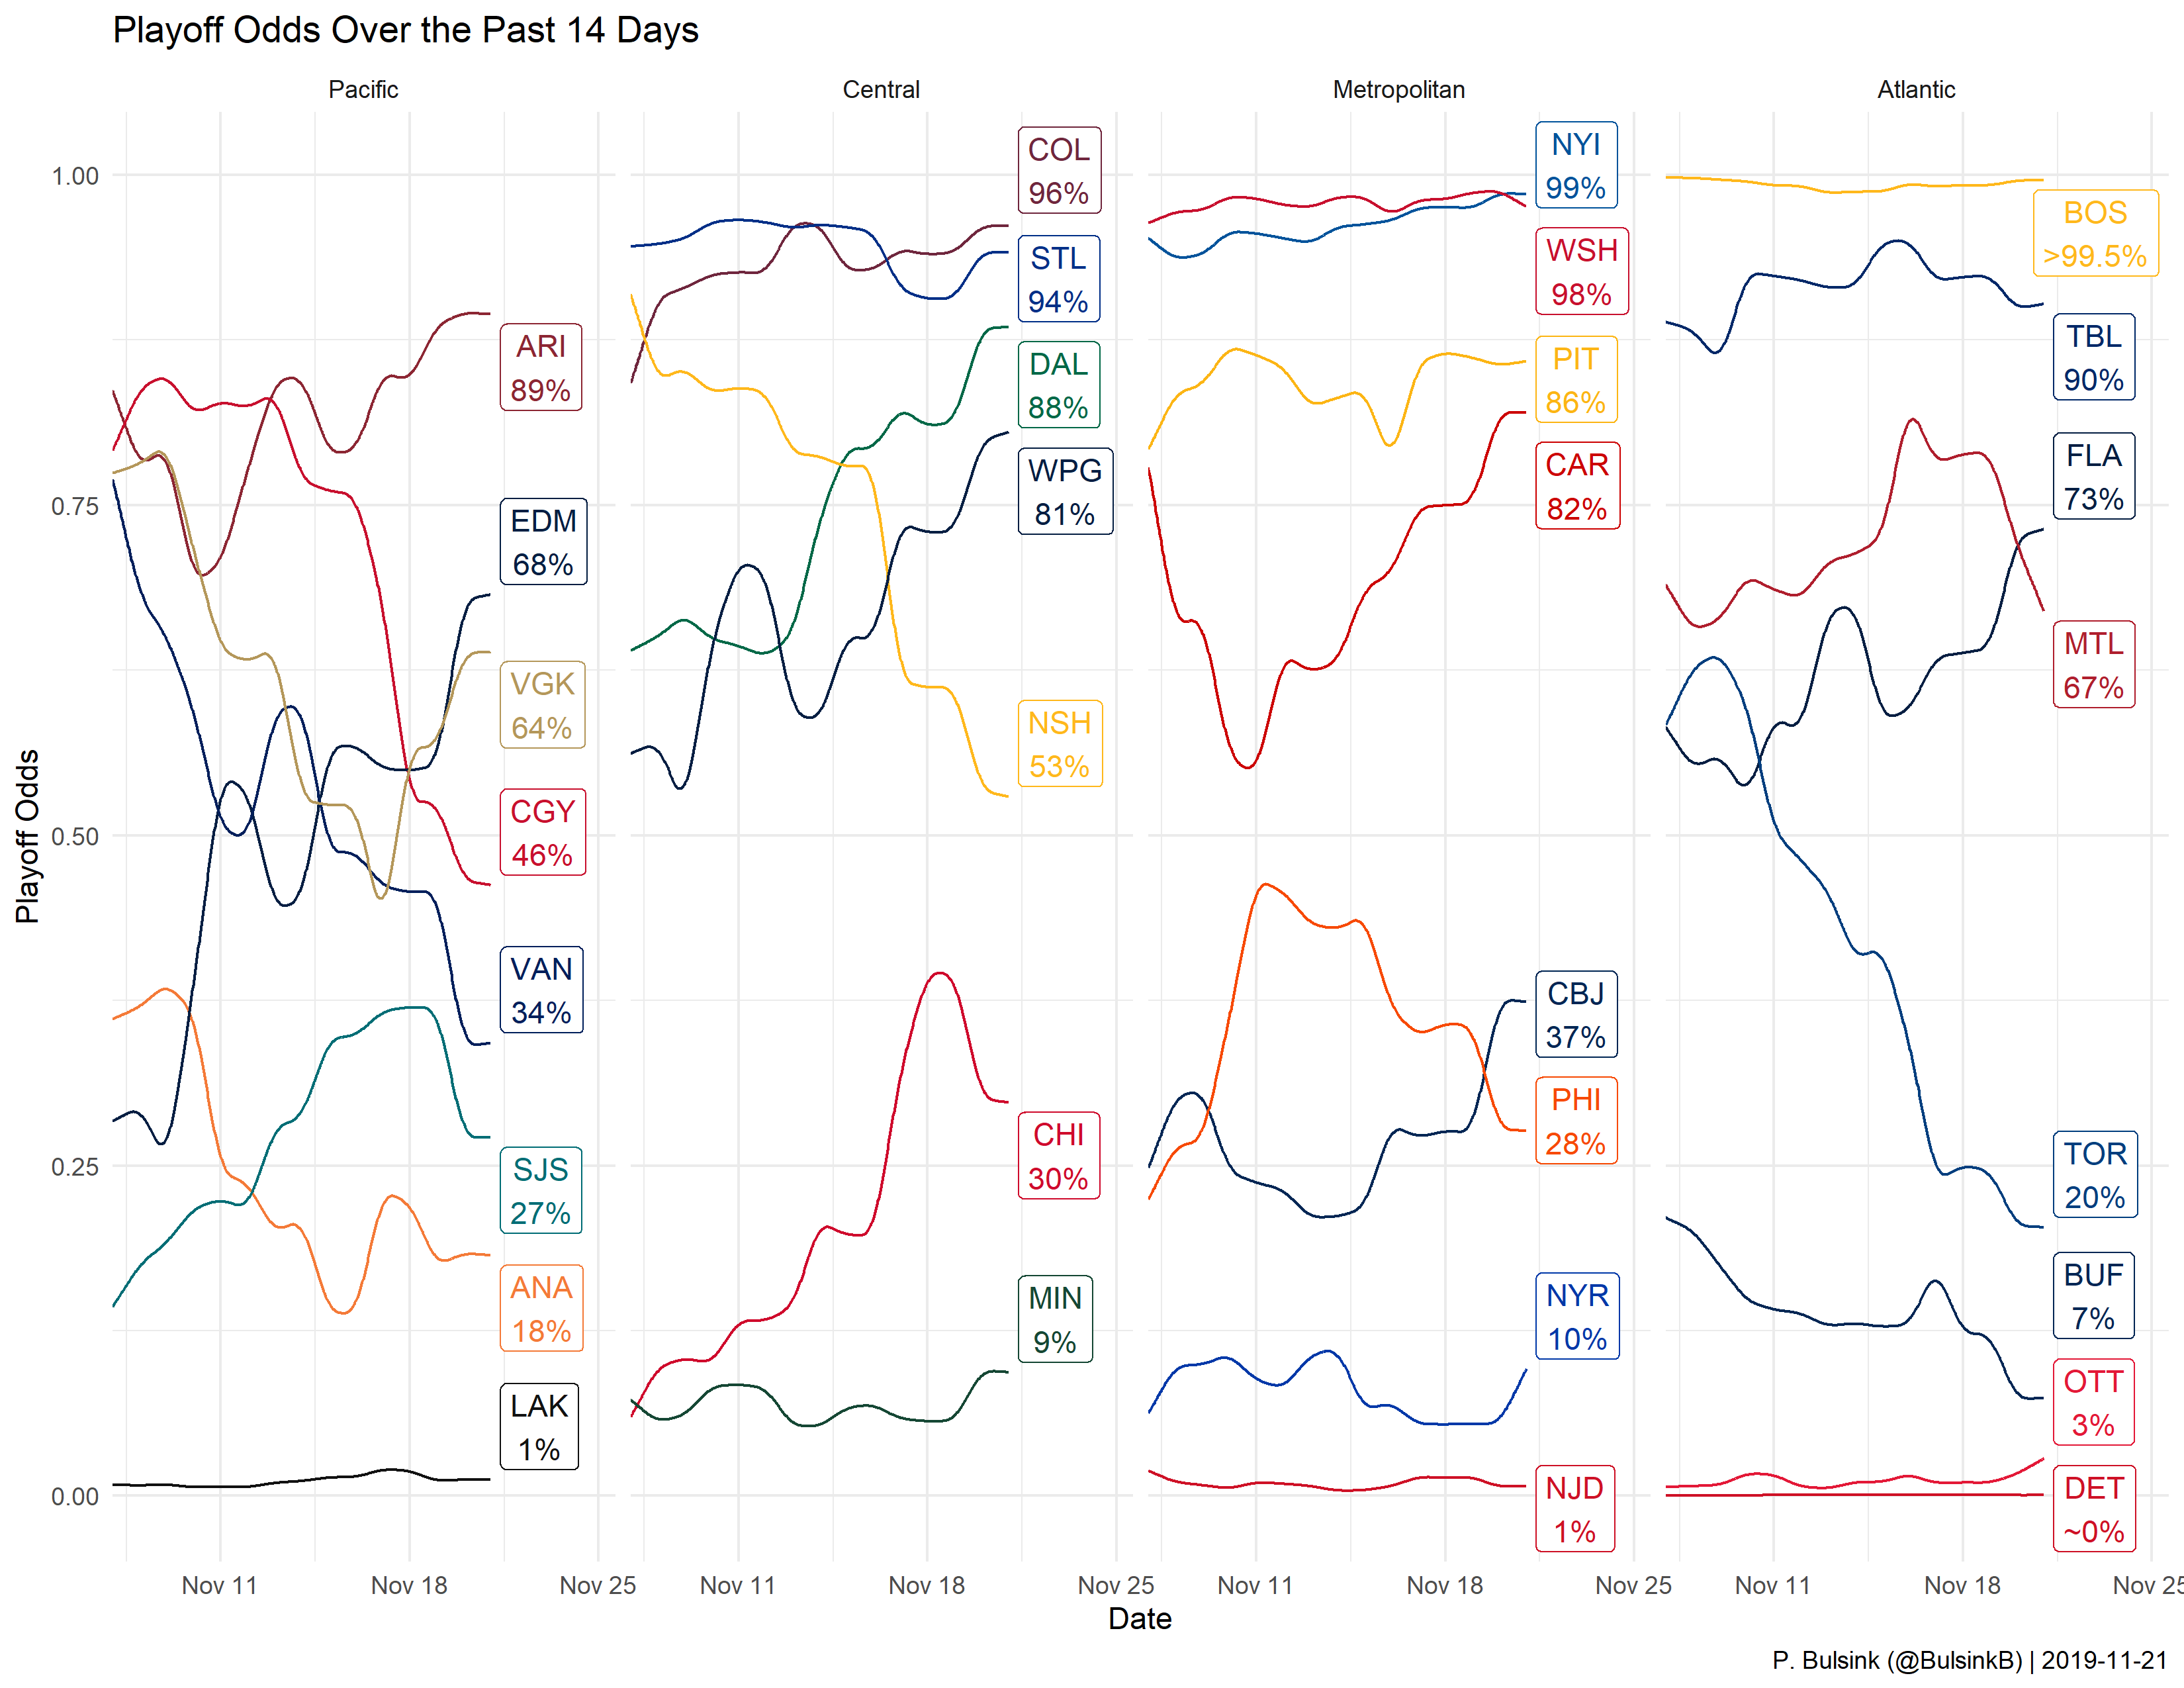 Playoff Odds Over the Past 14 Days
Pacific
Central
Metropolitan
Atlantic
Playoff Odds
1.00
0.75
0.50
0.25
0.00
ARI
89%
EDM
68%
VGK
64%
CGY
46%
VAN
34%
SJS
27%
ANA
18%
LAK
1%
COL
96%
STL
94%
DAL
88%
WPG
81%
NSH
53%
CHI
30%
MIN
9%
NYI
99%
WSH
98%
PIT
86%
CAR
82%
CBJ
37%
PHI
28%
NYR
10%
NJD
1%
BOS
>99.5%
TBL
90%
FLA
73%
MTL
67%
TOR
20%
BUF
7%
OTT
3%
DET
~0%
Nov 11 Nov 18 Nov 25 Nov 11 Nov 18 Nov 25 Nov 11 Nov 18 Nov 25 Nov 11 Nov 18 Nov 25
Date
P. Bulsink (@BulsinkB) | 2019-11-21